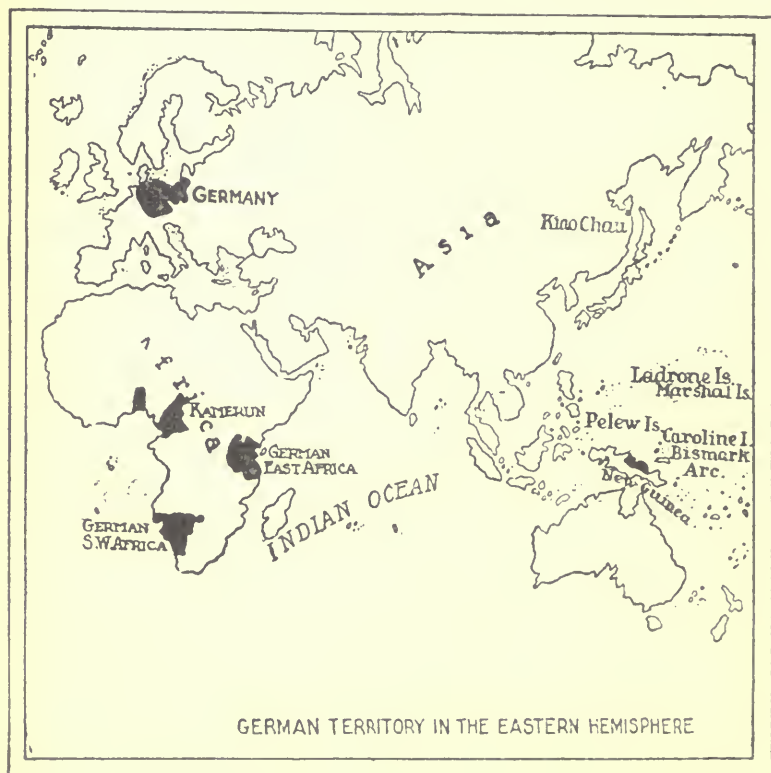 GERMANY
Asia
Kiao Chau
Africa
KAMERUN
GERMAN
EAST AFRICA
GERMAN
S.W. AFRICA
INDIAN OCEAN
Ladrone Is.
Marshal Is.
Pelew Is.
Caroline I.
Bismark
Arc.
New Guinea
GERMAN TERRITORY IN THE EASTERN HEMISPHERE